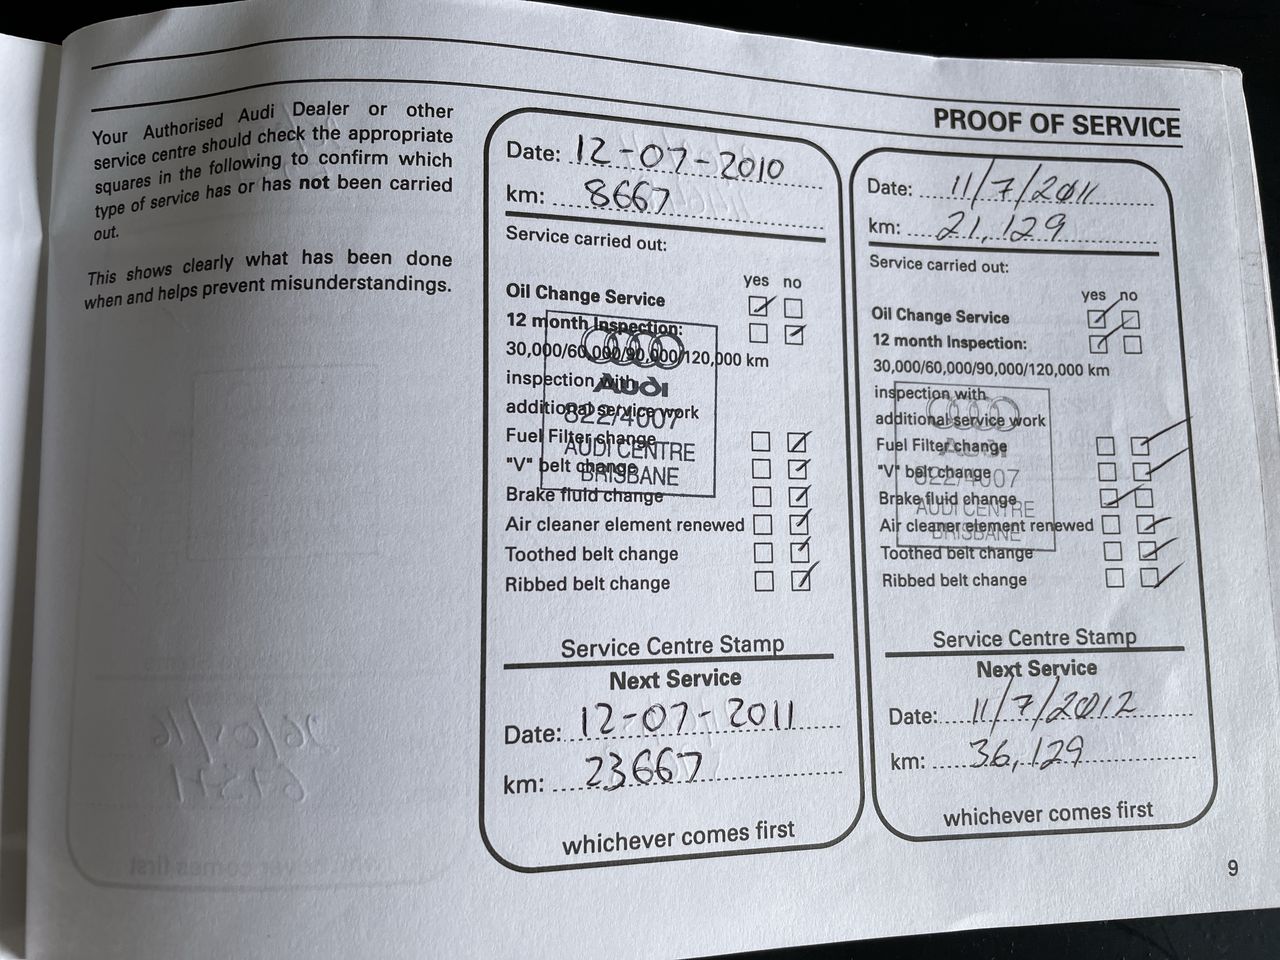 Your Authorised Audi Dealer or other
service centre should check the appropriate
squares in the following to confirm which
type of service has or has not been carried
out.
This shows clearly what has been done
when and helps prevent misunderstandings.
PROOF OF SERVICE
Date: 12-07-2010
km: 8667
Service carried out:
yes no
Oil Change Service
12 month Inspection:
30,000/60,000/90,000/120,000 km
inspection with
additional service work
Fuel Filter change
"V" belt change
Brake fluid change
Air cleaner element renewed
Toothed belt change
Ribbed belt change
Audi
822/4007
AUDI CENTRE
BRISBANE
Service Centre Stamp
Next Service
Date: 12-07-2011
km: 23667
whichever comes first
Date: 11/7/2011
km: 21,129
Service carried out:
yes no
Oil Change Service
12 month Inspection:
30,000/60,000/90,000/120,000 km
inspection with
additional service work
Fuel Filter change
"V" belt change
Brake fluid change
Air cleaner element renewed
Toothed belt change
Ribbed belt change
Audi
822/4007
AUDI CENTRE
BRISBANE
Service Centre Stamp
Next Service
Date: 11/7/2012
km: 36,129
whichever comes first
9